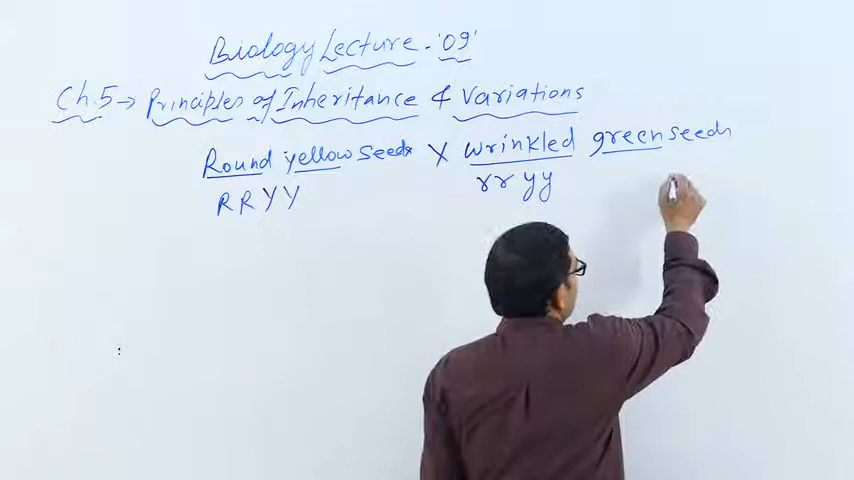 Biology Lecture - '09'
Ch. 5 → Principles of Inheritance & Variations
Round yellow seeds X wrinkled green seeds
RRYY rryy